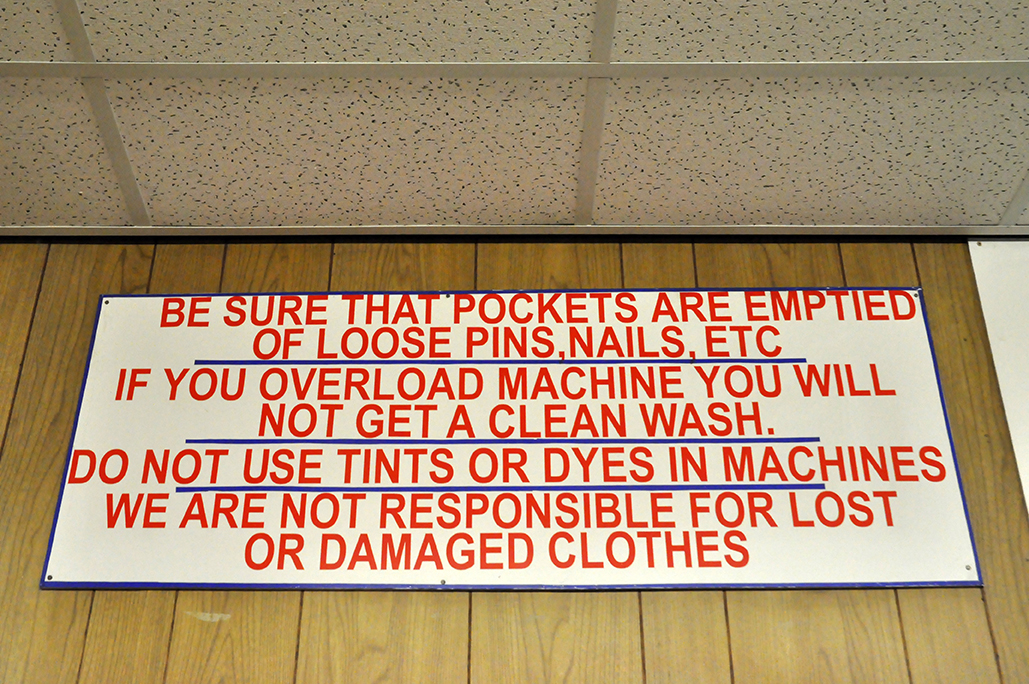 BE SURE THAT POCKETS ARE EMPTIED
OF LOOSE PINS,NAILS, ETC
IF YOU OVERLOAD MACHINE YOU WILL
NOT GET A CLEAN WASH.
DO NOT USE TINTS OR DYES IN MACHINES
WE ARE NOT RESPONSIBLE FOR LOST
OR DAMAGED CLOTHES